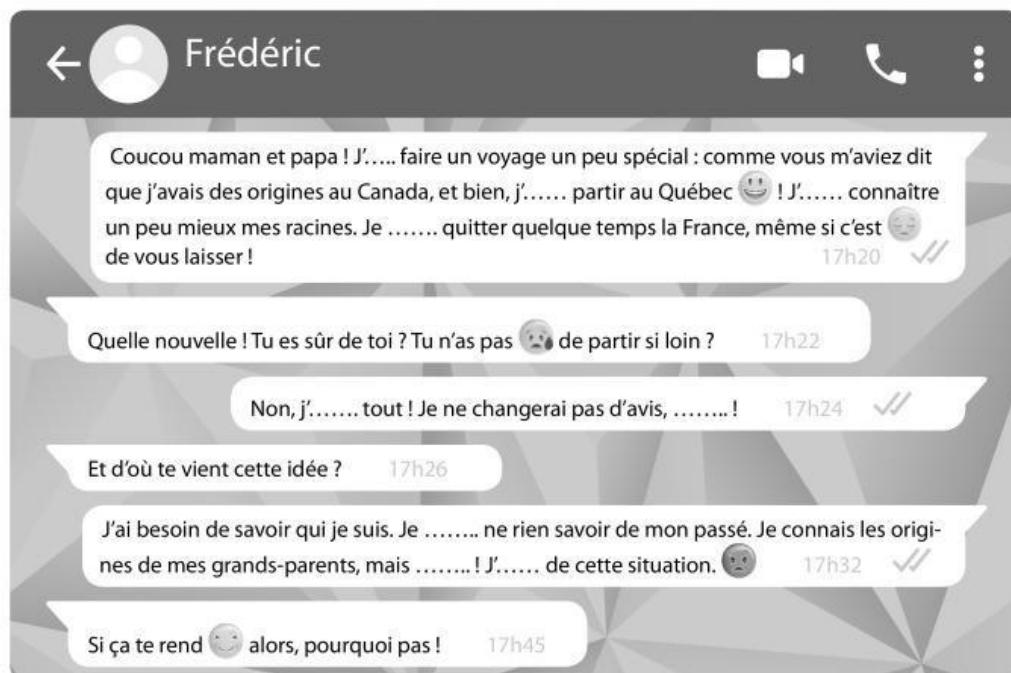 Frédéric
Coucou maman et papa ! J'….. faire un voyage un peu spécial : comme vous m'aviez dit
que j'avais des origines au Canada, et bien, j'…… partir au Québec 😃 ! J'…… connaître
un peu mieux mes racines. Je ……. quitter quelque temps la France, même si c'est 😔
de vous laisser ! 17h20
Quelle nouvelle ! Tu es sûr de toi ? Tu n'as pas 😰 de partir si loin ? 17h22
Non, j'……. tout ! Je ne changerai pas d'avis, …….. ! 17h24
Et d'où te vient cette idée ? 17h26
J'ai besoin de savoir qui je suis. Je …….. ne rien savoir de mon passé. Je connais les origi-
nes de mes grands-parents, mais …….. ! J'…… de cette situation. 😡 17h32
Si ça te rend ☺ alors, pourquoi pas ! 17h45